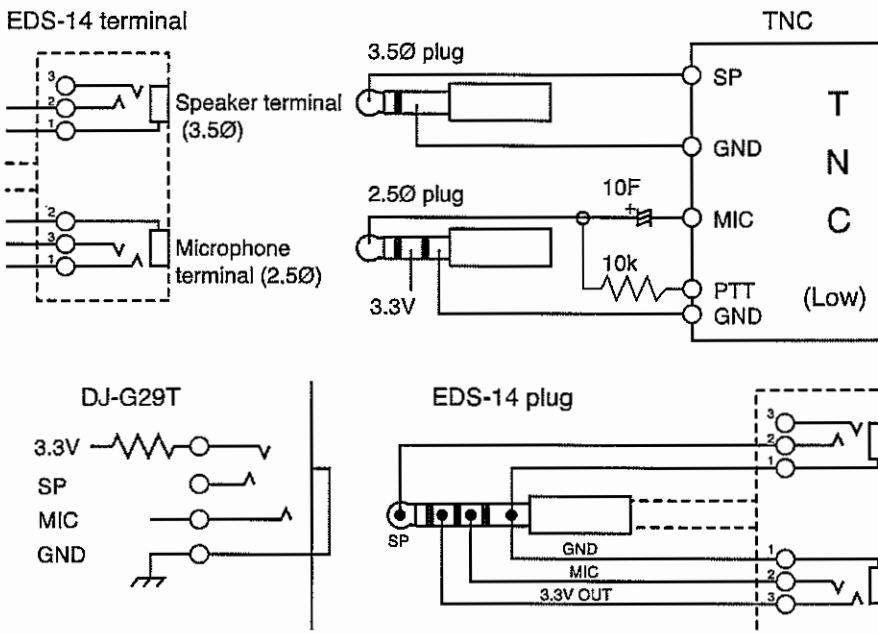 EDS-14 terminal
3
2
1
Speaker terminal
(3.5Ø)
2
3
1
Microphone
terminal (2.5Ø)
TNC
3.5Ø plug
SP
GND
2.5Ø plug
10F
+
MIC
10k
3.3V
PTT
GND
T
N
C
(Low)
DJ-G29T
3.3V
SP
MIC
GND
EDS-14 plug
3
2
1
SP
GND
MIC
3.3V OUT
1
2
3